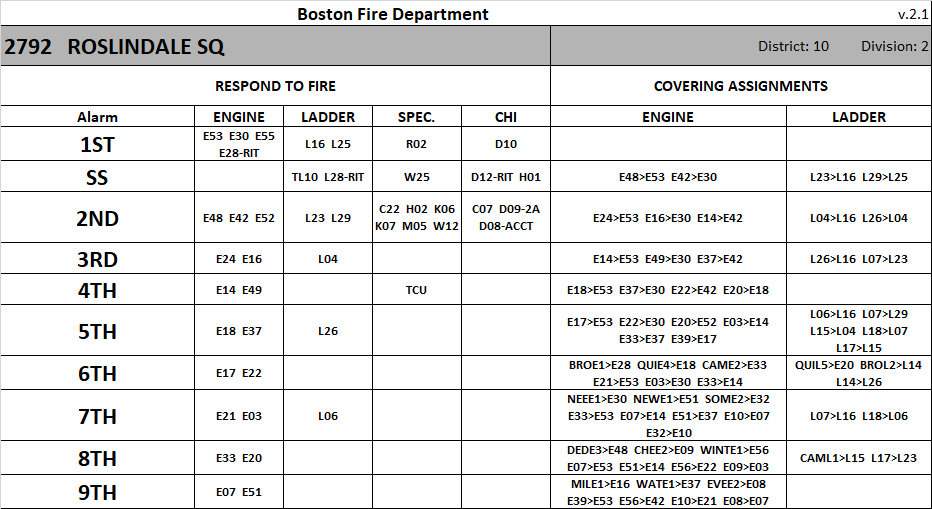 Boston Fire Department v.2.1
2792 ROSLINDALE SQ District: 10 Division: 2
RESPOND TO FIRE COVERING ASSIGNMENTS
Alarm ENGINE LADDER SPEC. CHI ENGINE LADDER
1ST
E53 E30 E55
E28-RIT
L16 L25
R02
D10
SS
TL10 L28-RIT
W25
D12-RIT H01
E48>E53 E42>E30
L23>L16 L29>L25
2ND
E48 E42 E52
L23 L29
C22 H02 K06
K07 M05 W12
C07 D09-2A
D08-ACCT
E24>E53 E16>E30 E14>E42
L04>L16 L26>L04
3RD
E24 E16
L04
E14>E53 E49>E30 E37>E42
L26>L16 L07>L23
4TH
E14 E49
TCU
E18>E53 E37>E30 E22>E42 E20>E18
5TH
E18 E37
L26
E17>E53 E22>E30 E20>E52 E03>E14
E33>E37 E39>E17
L06>L16 L07>L29
L15>L04 L18>L07
L17>L15
6TH
E17 E22
BROE1>E28 QUIE4>E18 CAME2>E33
E21>E53 E03>E30 E33>E14
QUIL5>E20 BROL2>L14
L14>L26
7TH
E21 E03
L06
NEEE1>E30 NEWE1>E51 SOME2>E32
E33>E53 E07>E14 E51>E37 E10>E07
E32>E10
L07>L16 L18>L06
8TH
E33 E20
DEDE3>E48 CHEE2>E09 WINTE1>E56
E07>E53 E51>E14 E56>E22 E09>E03
CAML1>L15 L17>L23
9TH
E07 E51
MILE1>E16 WATE1>E37 EVEE2>E08
E39>E53 E56>E42 E10>E21 E08>E07